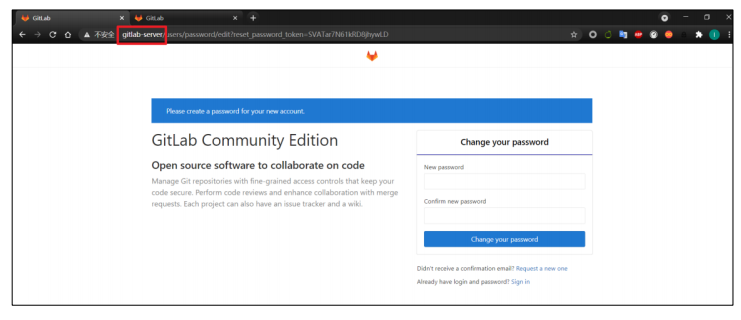 GitLab
GitLab
不安全 gitlab-server/users/password/edit?reset_password_token=SVATar7N61kRD8jhywLD
Please create a password for your new account.
GitLab Community Edition
Open source software to collaborate on code
Manage Git repositories with fine-grained access controls that keep your
code secure. Perform code reviews and enhance collaboration with merge
requests. Each project can also have an issue tracker and a wiki.
Change your password
New password
Confirm new password
Change your password
Didn't receive a confirmation email? Request a new one
Already have login and password? Sign in